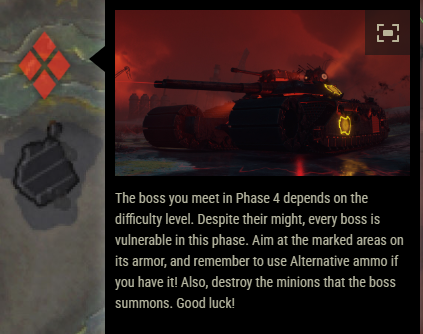 The boss you meet in Phase 4 depends on the
difficulty level. Despite their might, every boss is
vulnerable in this phase. Aim at the marked areas on
its armor, and remember to use Alternative ammo if
you have it! Also, destroy the minions that the boss
summons. Good luck!